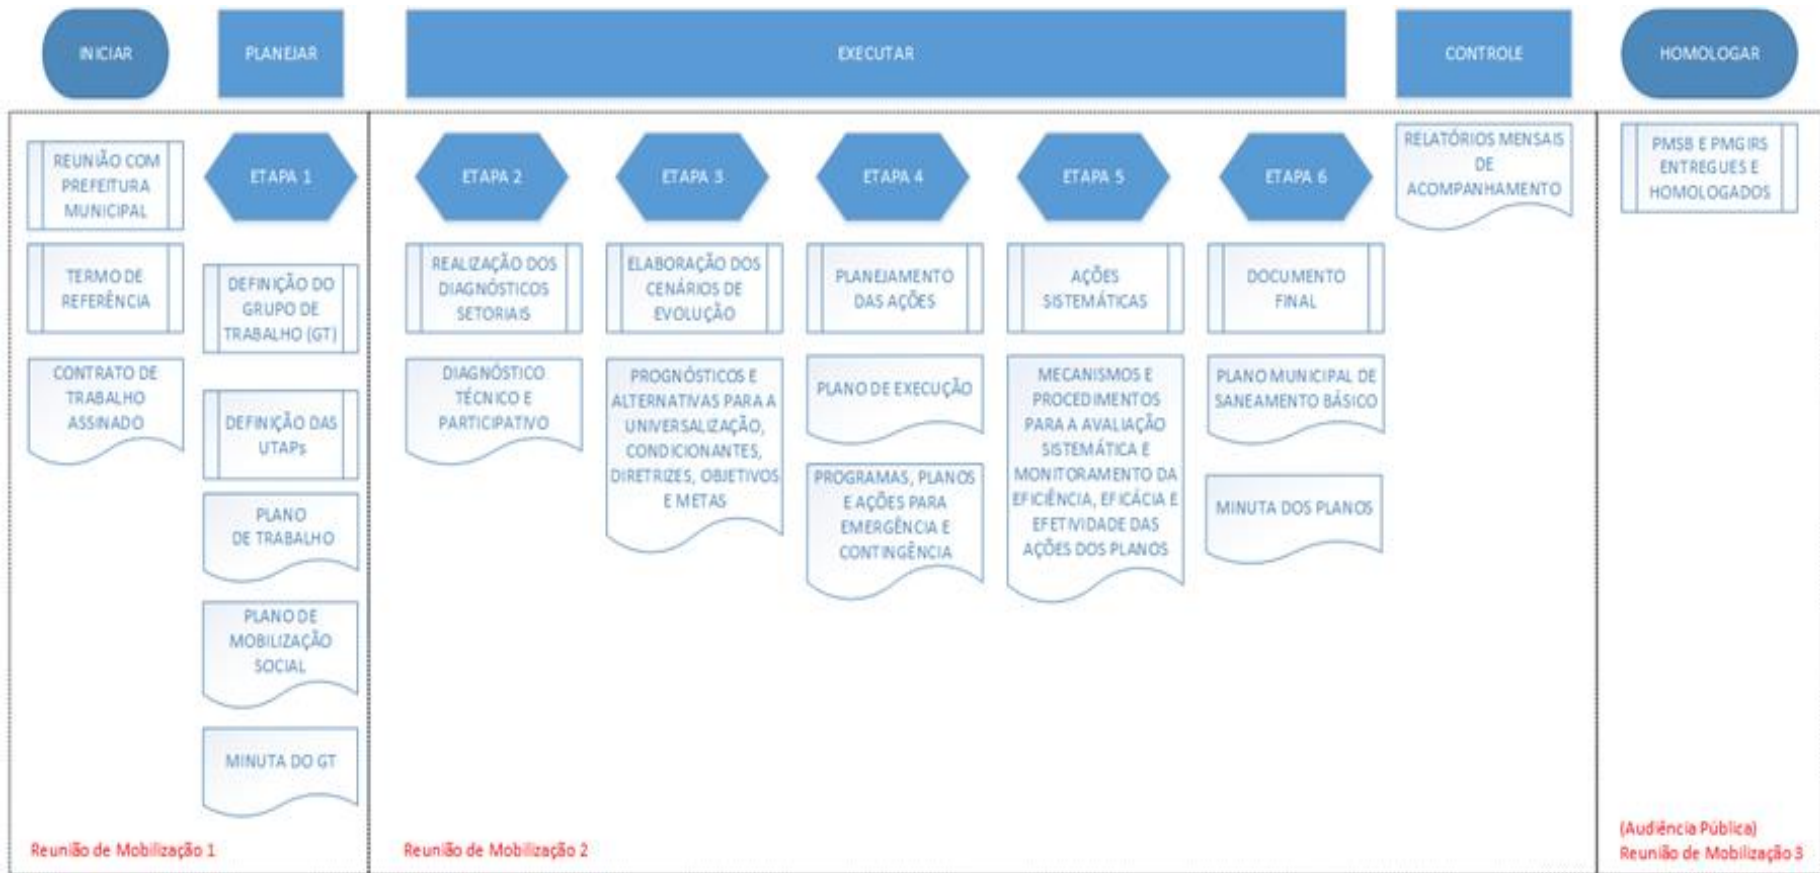 INICIAR
PLANEJAR
EXECUTAR
CONTROLE
HOMOLOGAR
REUNIÃO COM
PREFEITURA
MUNICIPAL
TERMO DE
REFERÊNCIA
CONTRATO DE
TRABALHO
ASSINADO
ETAPA 1
DEFINIÇÃO DO
GRUPO DE
TRABALHO (GT)
DEFINIÇÃO DAS
UTAPs
PLANO
DE TRABALHO
PLANO DE
MOBILIZAÇÃO
SOCIAL
MINUTA DO GT
Reunião de Mobilização 1
ETAPA 2
REALIZAÇÃO DOS
DIAGNÓSTICOS
SETORIAIS
DIAGNÓSTICO
TÉCNICO E
PARTICIPATIVO
ETAPA 3
ELABORAÇÃO DOS
CENÁRIOS DE
EVOLUÇÃO
PROGNÓSTICOS E
ALTERNATIVAS PARA A
UNIVERSALIZAÇÃO,
CONDICIONANTES,
DIRETRIZES, OBJETIVOS
E METAS
ETAPA 4
PLANEJAMENTO
DAS AÇÕES
PLANO DE EXECUÇÃO
PROGRAMAS, PLANOS
E AÇÕES PARA
EMERGÊNCIA E
CONTINGÊNCIA
ETAPA 5
AÇÕES
SISTEMÁTICAS
MECANISMOS E
PROCEDIMENTOS
PARA A AVALIAÇÃO
SISTEMÁTICA E
MONITORAMENTO DA
EFICIÊNCIA, EFICÁCIA E
EFETIVIDADE DAS
AÇÕES DOS PLANOS
ETAPA 6
DOCUMENTO
FINAL
PLANO MUNICIPAL DE
SANEAMENTO BÁSICO
MINUTA DOS PLANOS
RELATÓRIOS MENSAIS
DE
ACOMPANHAMENTO
Reunião de Mobilização 2
PMSB E PMGIRS
ENTREGUES E
HOMOLOGADOS
(Audiência Pública)
Reunião de Mobilização 3